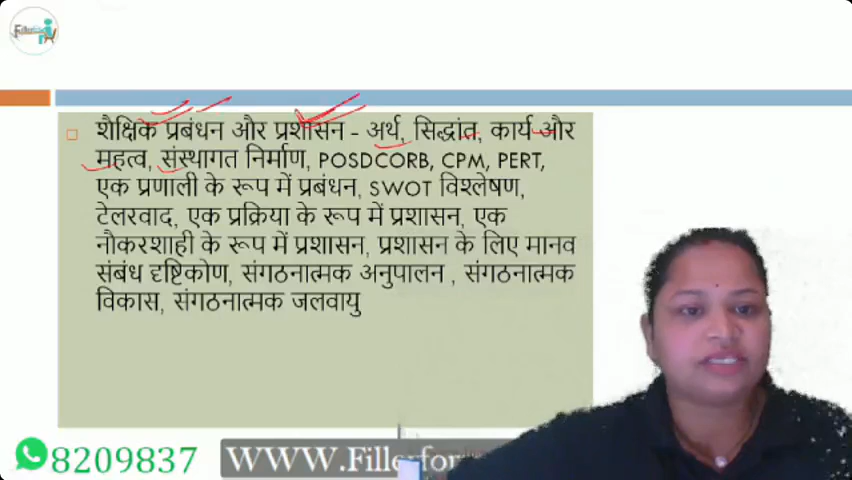 शैक्षिक प्रबंधन और प्रशासन - अर्थ, सिद्धांत, कार्य और
महत्व, संस्थागत निर्माण, POSDCORB, CPM, PERT,
एक प्रणाली के रूप में प्रबंधन, SWOT विश्लेषण,
टेलरवाद, एक प्रक्रिया के रूप में प्रशासन, एक
नौकरशाही के रूप में प्रशासन, प्रशासन के लिए मानव
संबंध दृष्टिकोण, संगठनात्मक अनुपालन , संगठनात्मक
विकास, संगठनात्मक जलवायु
8209837